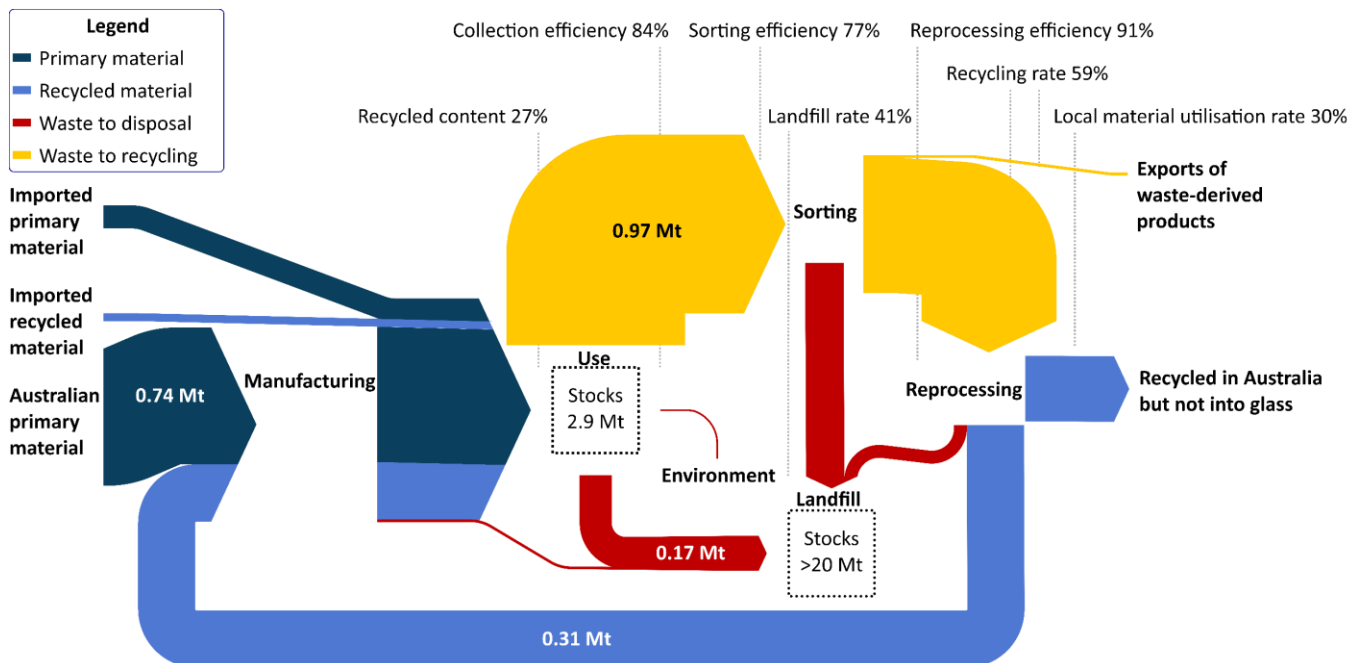 Legend
Primary material
Recycled material
Waste to disposal
Waste to recycling
Collection efficiency 84%
Sorting efficiency 77%
Reprocessing efficiency 91%
Recycling rate 59%
Recycled content 27%
Landfill rate 41%
Local material utilisation rate 30%
Imported
primary
material
Exports of
waste-derived
products
Sorting
0.97 Mt
Imported
recycled
material
Use
Manufacturing
0.74 Mt
Australian
primary
material
Stocks
2.9 Mt
Reprocessing
Recycled in Australia
but not into glass
Environment
Landfill
Stocks
>20 Mt
0.17 Mt
0.31 Mt